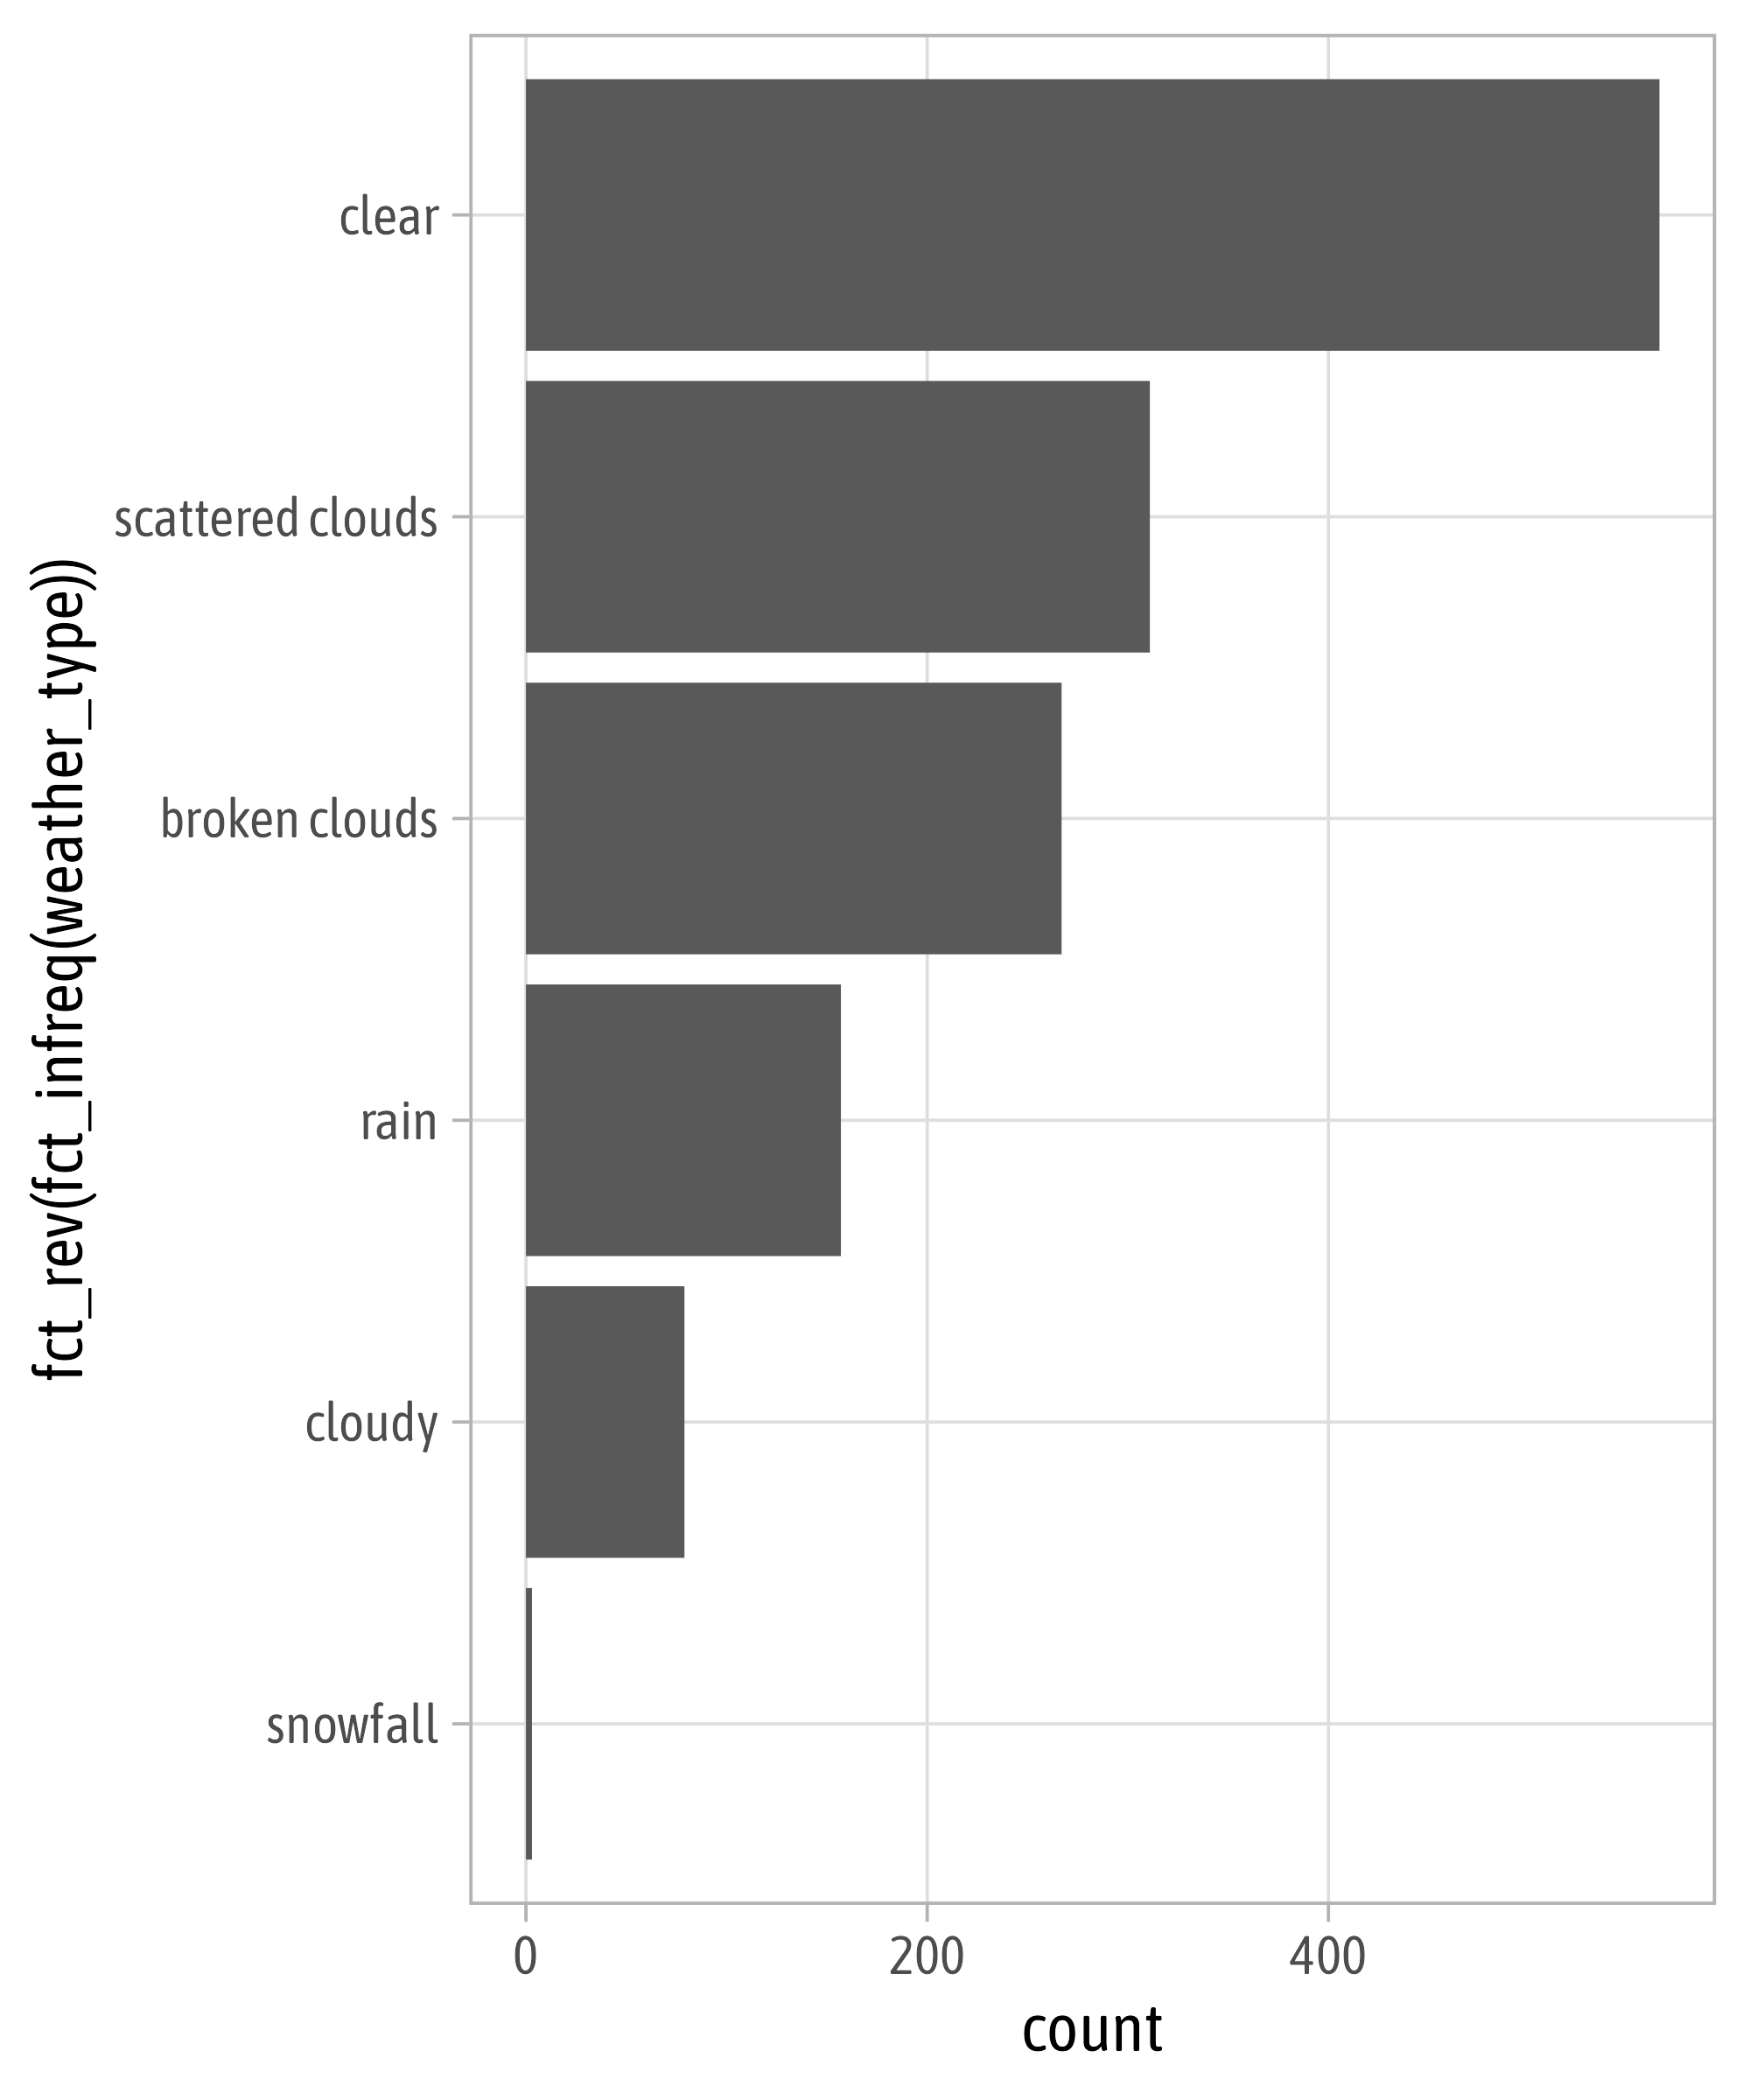 fct_rev(fct_infreq(weather_type))
clear
scattered clouds
broken clouds
rain
cloudy
snowfall
0 200 400
count